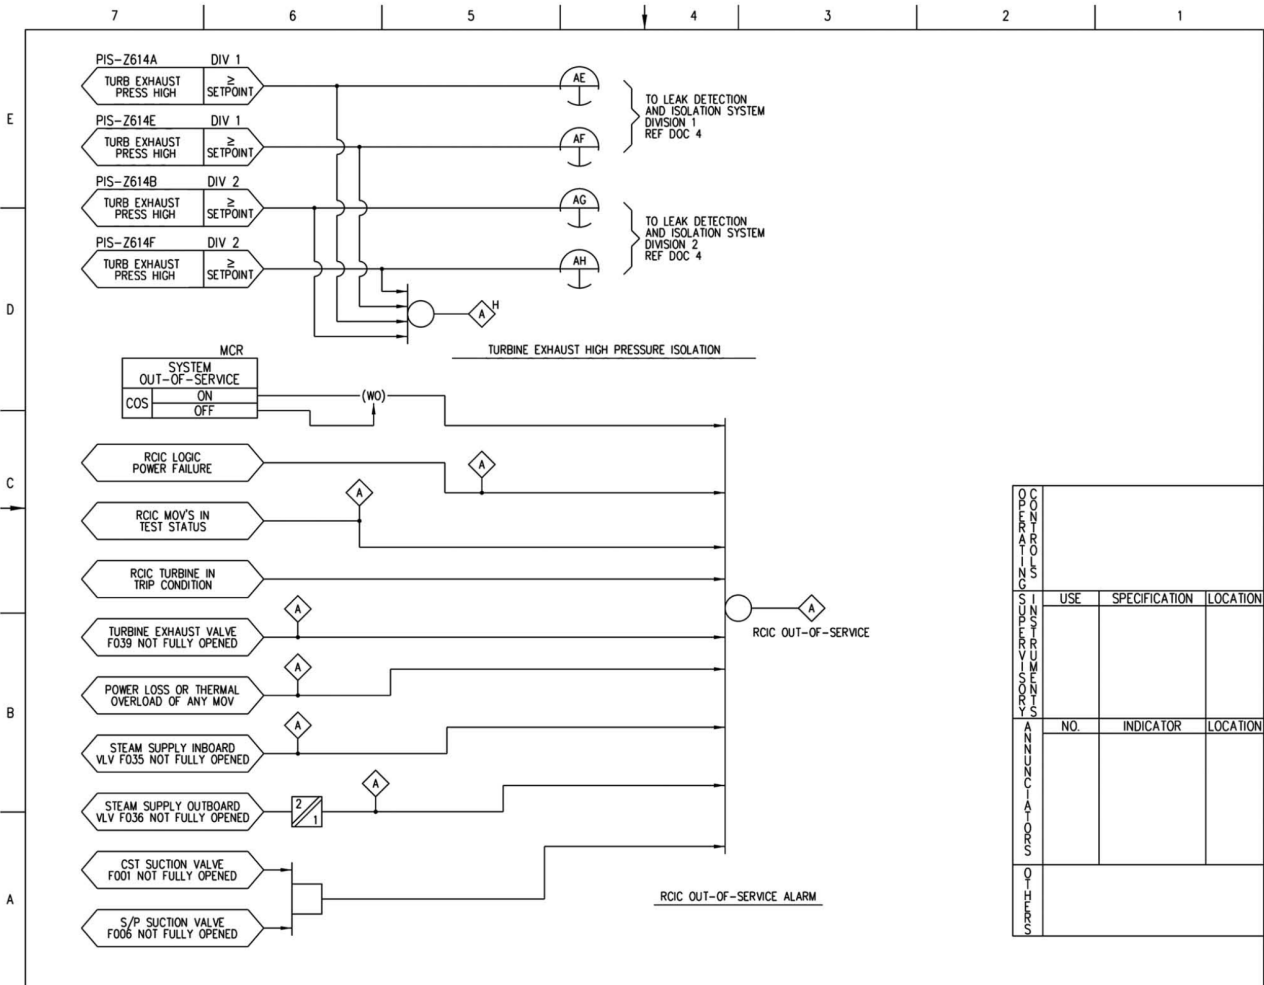 7 6 5 4 3 2 1
E
D
C
B
A
PIS-Z614A DIV 1
TURB EXHAUST
PRESS HIGH
≥
SETPOINT
AE
PIS-Z614E DIV 1
TURB EXHAUST
PRESS HIGH
≥
SETPOINT
AF
TO LEAK DETECTION
AND ISOLATION SYSTEM
DIVISION 1
REF DOC 4
PIS-Z614B DIV 2
TURB EXHAUST
PRESS HIGH
≥
SETPOINT
AG
PIS-Z614F DIV 2
TURB EXHAUST
PRESS HIGH
≥
SETPOINT
AH
TO LEAK DETECTION
AND ISOLATION SYSTEM
DIVISION 2
REF DOC 4
A H
TURBINE EXHAUST HIGH PRESSURE ISOLATION
MCR
SYSTEM
OUT-OF-SERVICE
COS
ON
OFF
(WO)
RCIC LOGIC
POWER FAILURE
A
RCIC MOV'S IN
TEST STATUS
A
RCIC TURBINE IN
TRIP CONDITION
TURBINE EXHAUST VALVE
F039 NOT FULLY OPENED
A
A
RCIC OUT-OF-SERVICE
POWER LOSS OR THERMAL
OVERLOAD OF ANY MOV
A
STEAM SUPPLY INBOARD
VLV F035 NOT FULLY OPENED
A
STEAM SUPPLY OUTBOARD
VLV F036 NOT FULLY OPENED
2
1
A
CST SUCTION VALVE
F001 NOT FULLY OPENED
S/P SUCTION VALVE
F006 NOT FULLY OPENED
RCIC OUT-OF-SERVICE ALARM
OPERATING
CONTROLS
SUPERVISORY
INSTRUMENTS
USE SPECIFICATION LOCATION
ANNUNCIATORS
NO. INDICATOR LOCATION
OTHERS